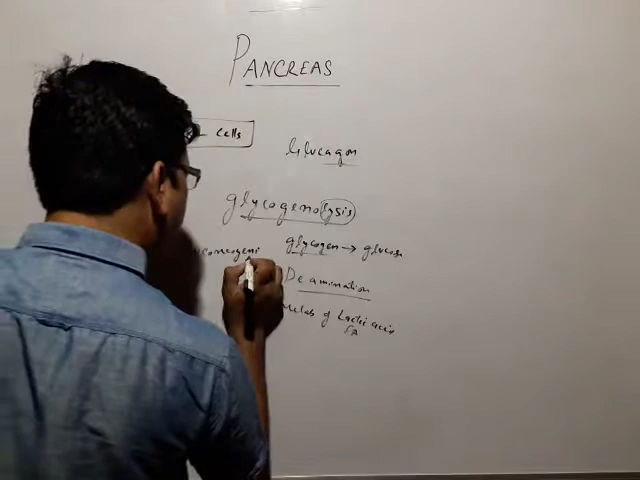 PANCREAS
Cells
Glucagon
glycogenolysis
glycogen → glucose
Deamination
of Lactic acid